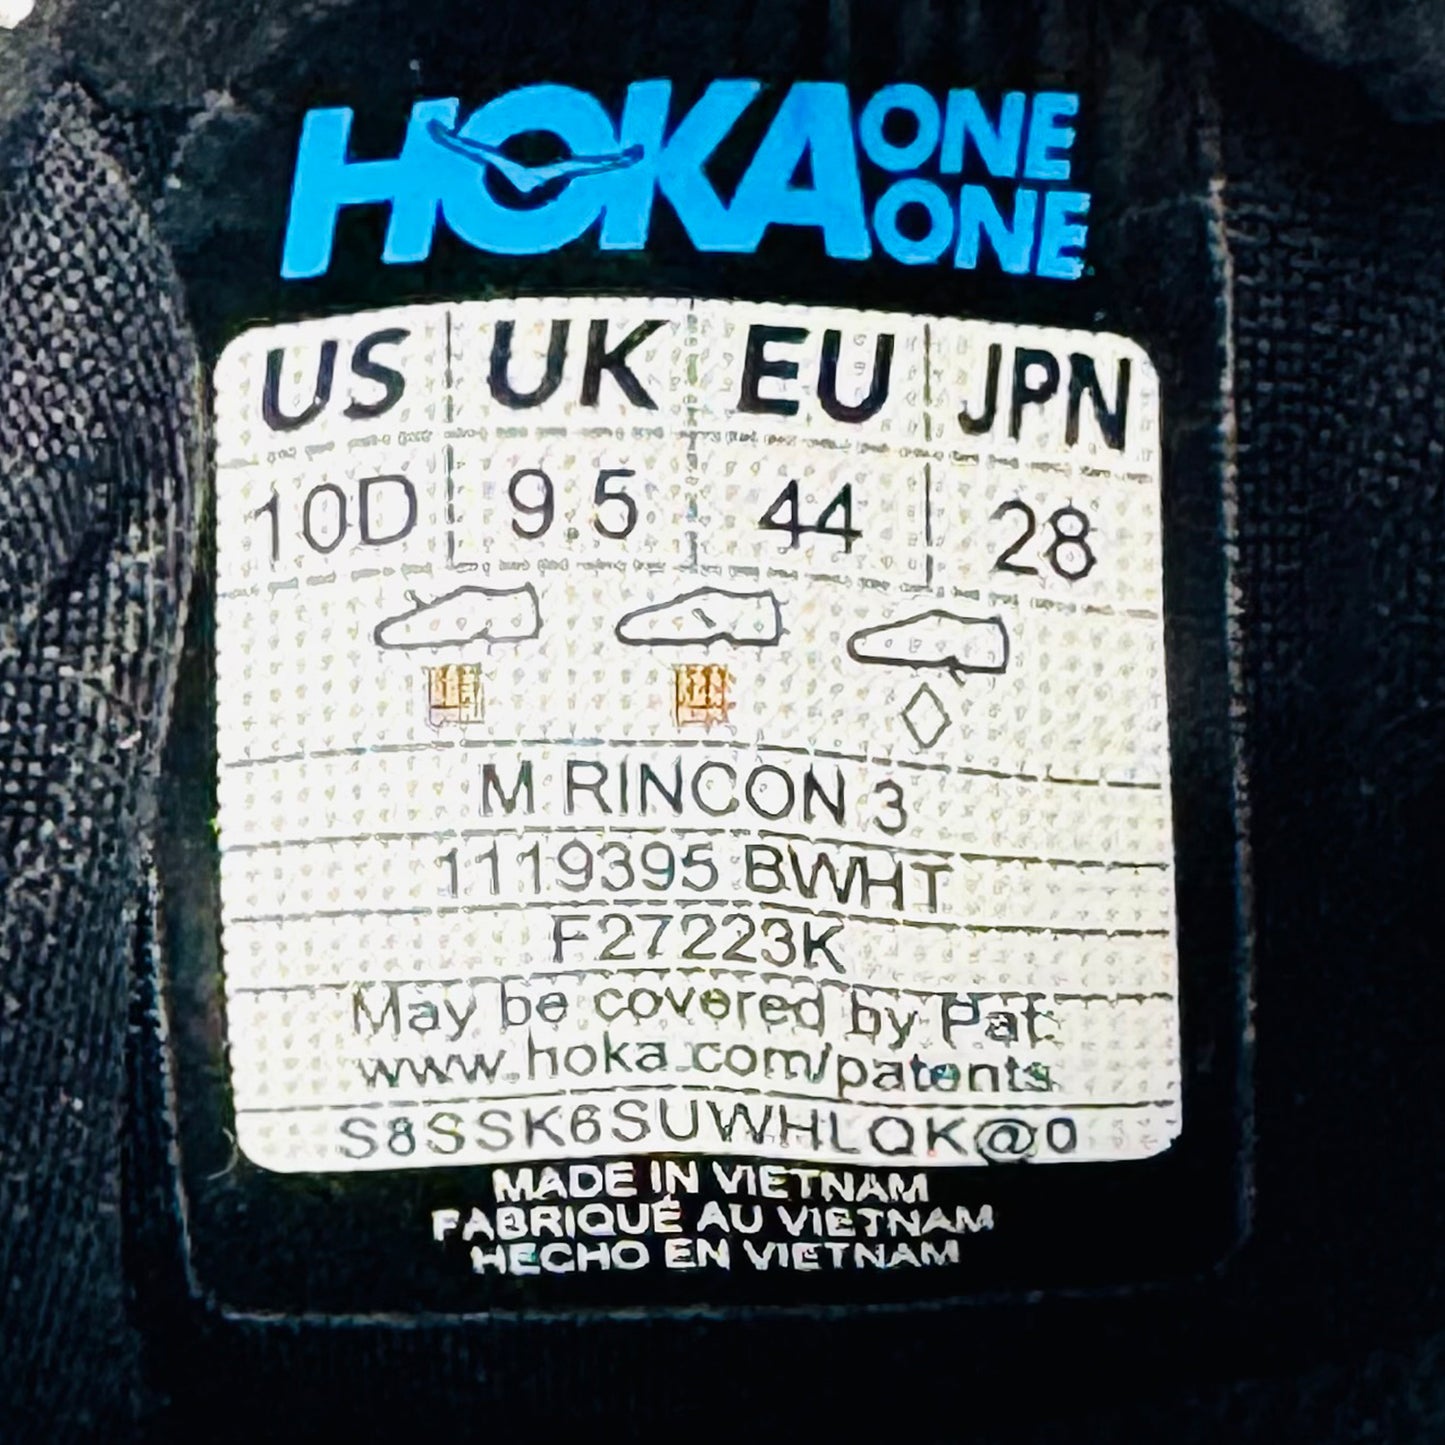 HOKA ONE ONE
US UK EU JPN
10D 9.5 44 28
M RINCON 3
1119395 BWHT
F27223K
May be covered by Pat.
www.hoka.com/patents
S8SSK6SUWHLQK@0
MADE IN VIETNAM
FABRIQUÉ AU VIETNAM
HECHO EN VIETNAM